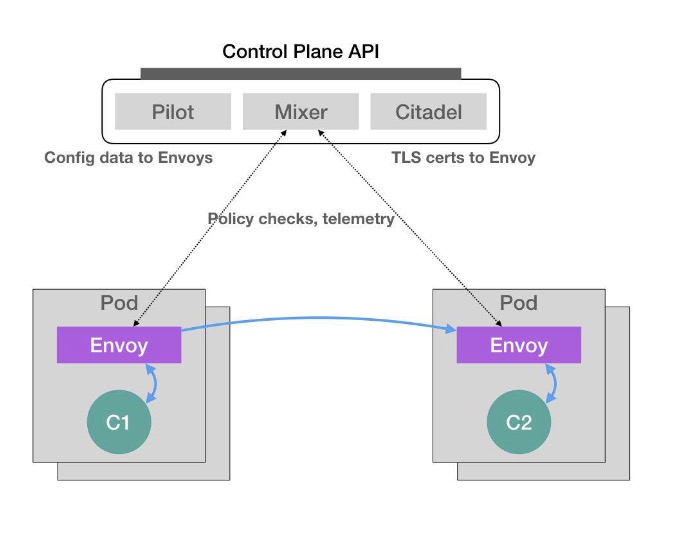 Control Plane API
Pilot
Mixer
Citadel
Config data to Envoys
TLS certs to Envoy
Policy checks, telemetry
Pod
Pod
Envoy
Envoy
C1
C2